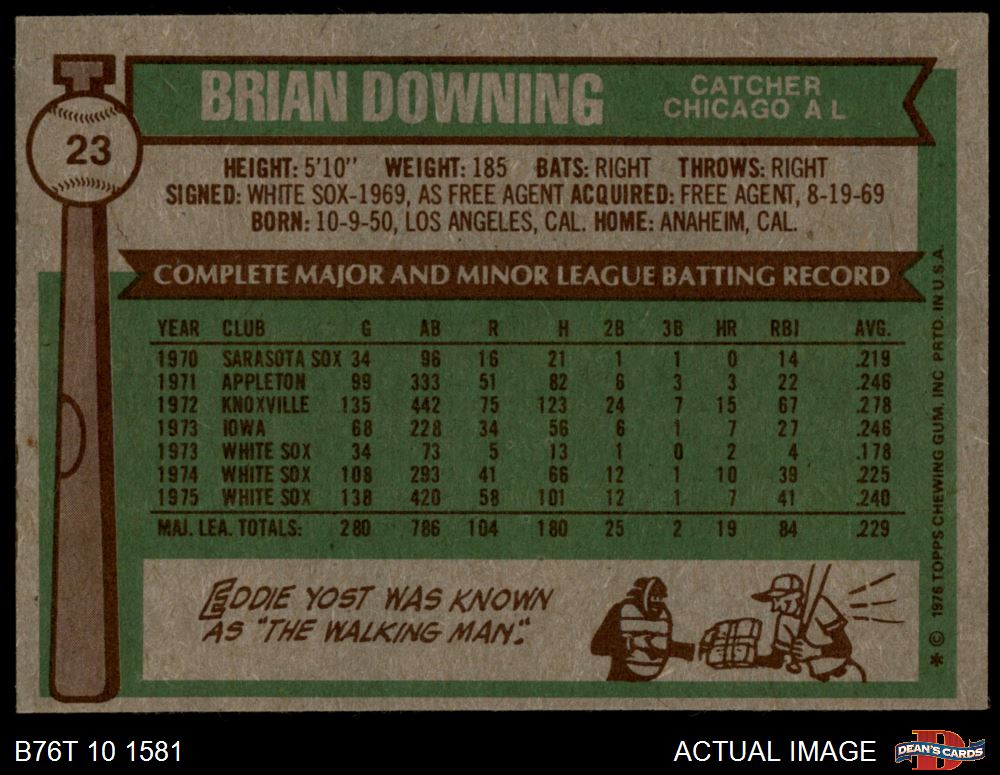 T
23
BRIAN DOWNING
CATCHER
CHICAGO A L
HEIGHT: 5'10" WEIGHT: 185 BATS: RIGHT THROWS: RIGHT
SIGNED: WHITE SOX-1969, AS FREE AGENT ACQUIRED: FREE AGENT, 8-19-69
BORN: 10-9-50, LOS ANGELES, CAL. HOME: ANAHEIM, CAL.
COMPLETE MAJOR AND MINOR LEAGUE BATTING RECORD
YEAR CLUB G AB R H 2B 3B HR RBI AVG.
1970 SARASOTA SOX 34 96 16 21 1 1 0 14 .219
1971 APPLETON 99 333 51 82 6 3 3 22 .246
1972 KNOXVILLE 135 442 75 123 24 7 15 67 .278
1973 IOWA 68 228 34 56 6 1 7 27 .246
1973 WHITE SOX 34 73 5 13 1 0 2 4 .178
1974 WHITE SOX 108 293 41 66 12 1 10 39 .225
1975 WHITE SOX 138 420 58 101 12 1 7 41 .240
MAJ. LEA. TOTALS: 280 786 104 180 25 2 19 84 .229
EDDIE YOST WAS KNOWN
AS "THE WALKING MAN."
* © 1976 TOPPS CHEWING GUM, INC PRTD. IN U.S.A.
B76T 10 1581
ACTUAL IMAGE
D
DEAN'S CARDS